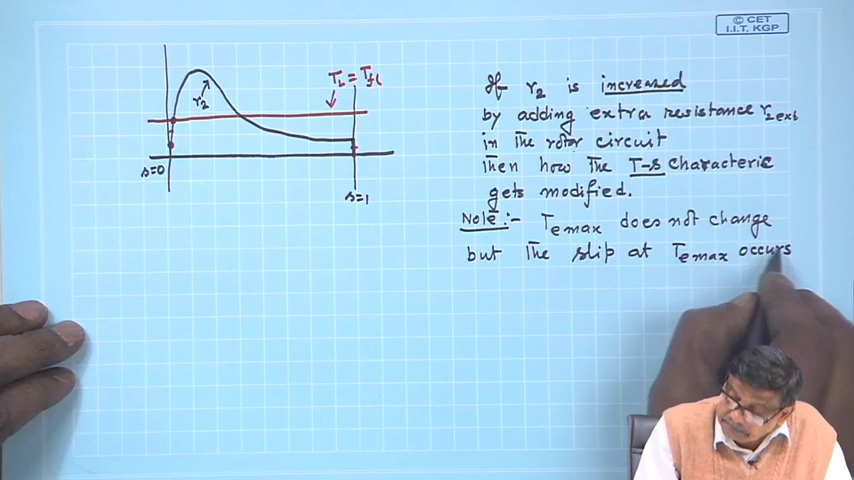 © CET
I.I.T. KGP
If r2 is increased
by adding extra resistance r2ext
in the rotor circuit
then how the T-s characteric
gets modified.
Note:- Temax does not change
but the slip at Temax occurs
TL = Tfl
r2
s=0
s=1